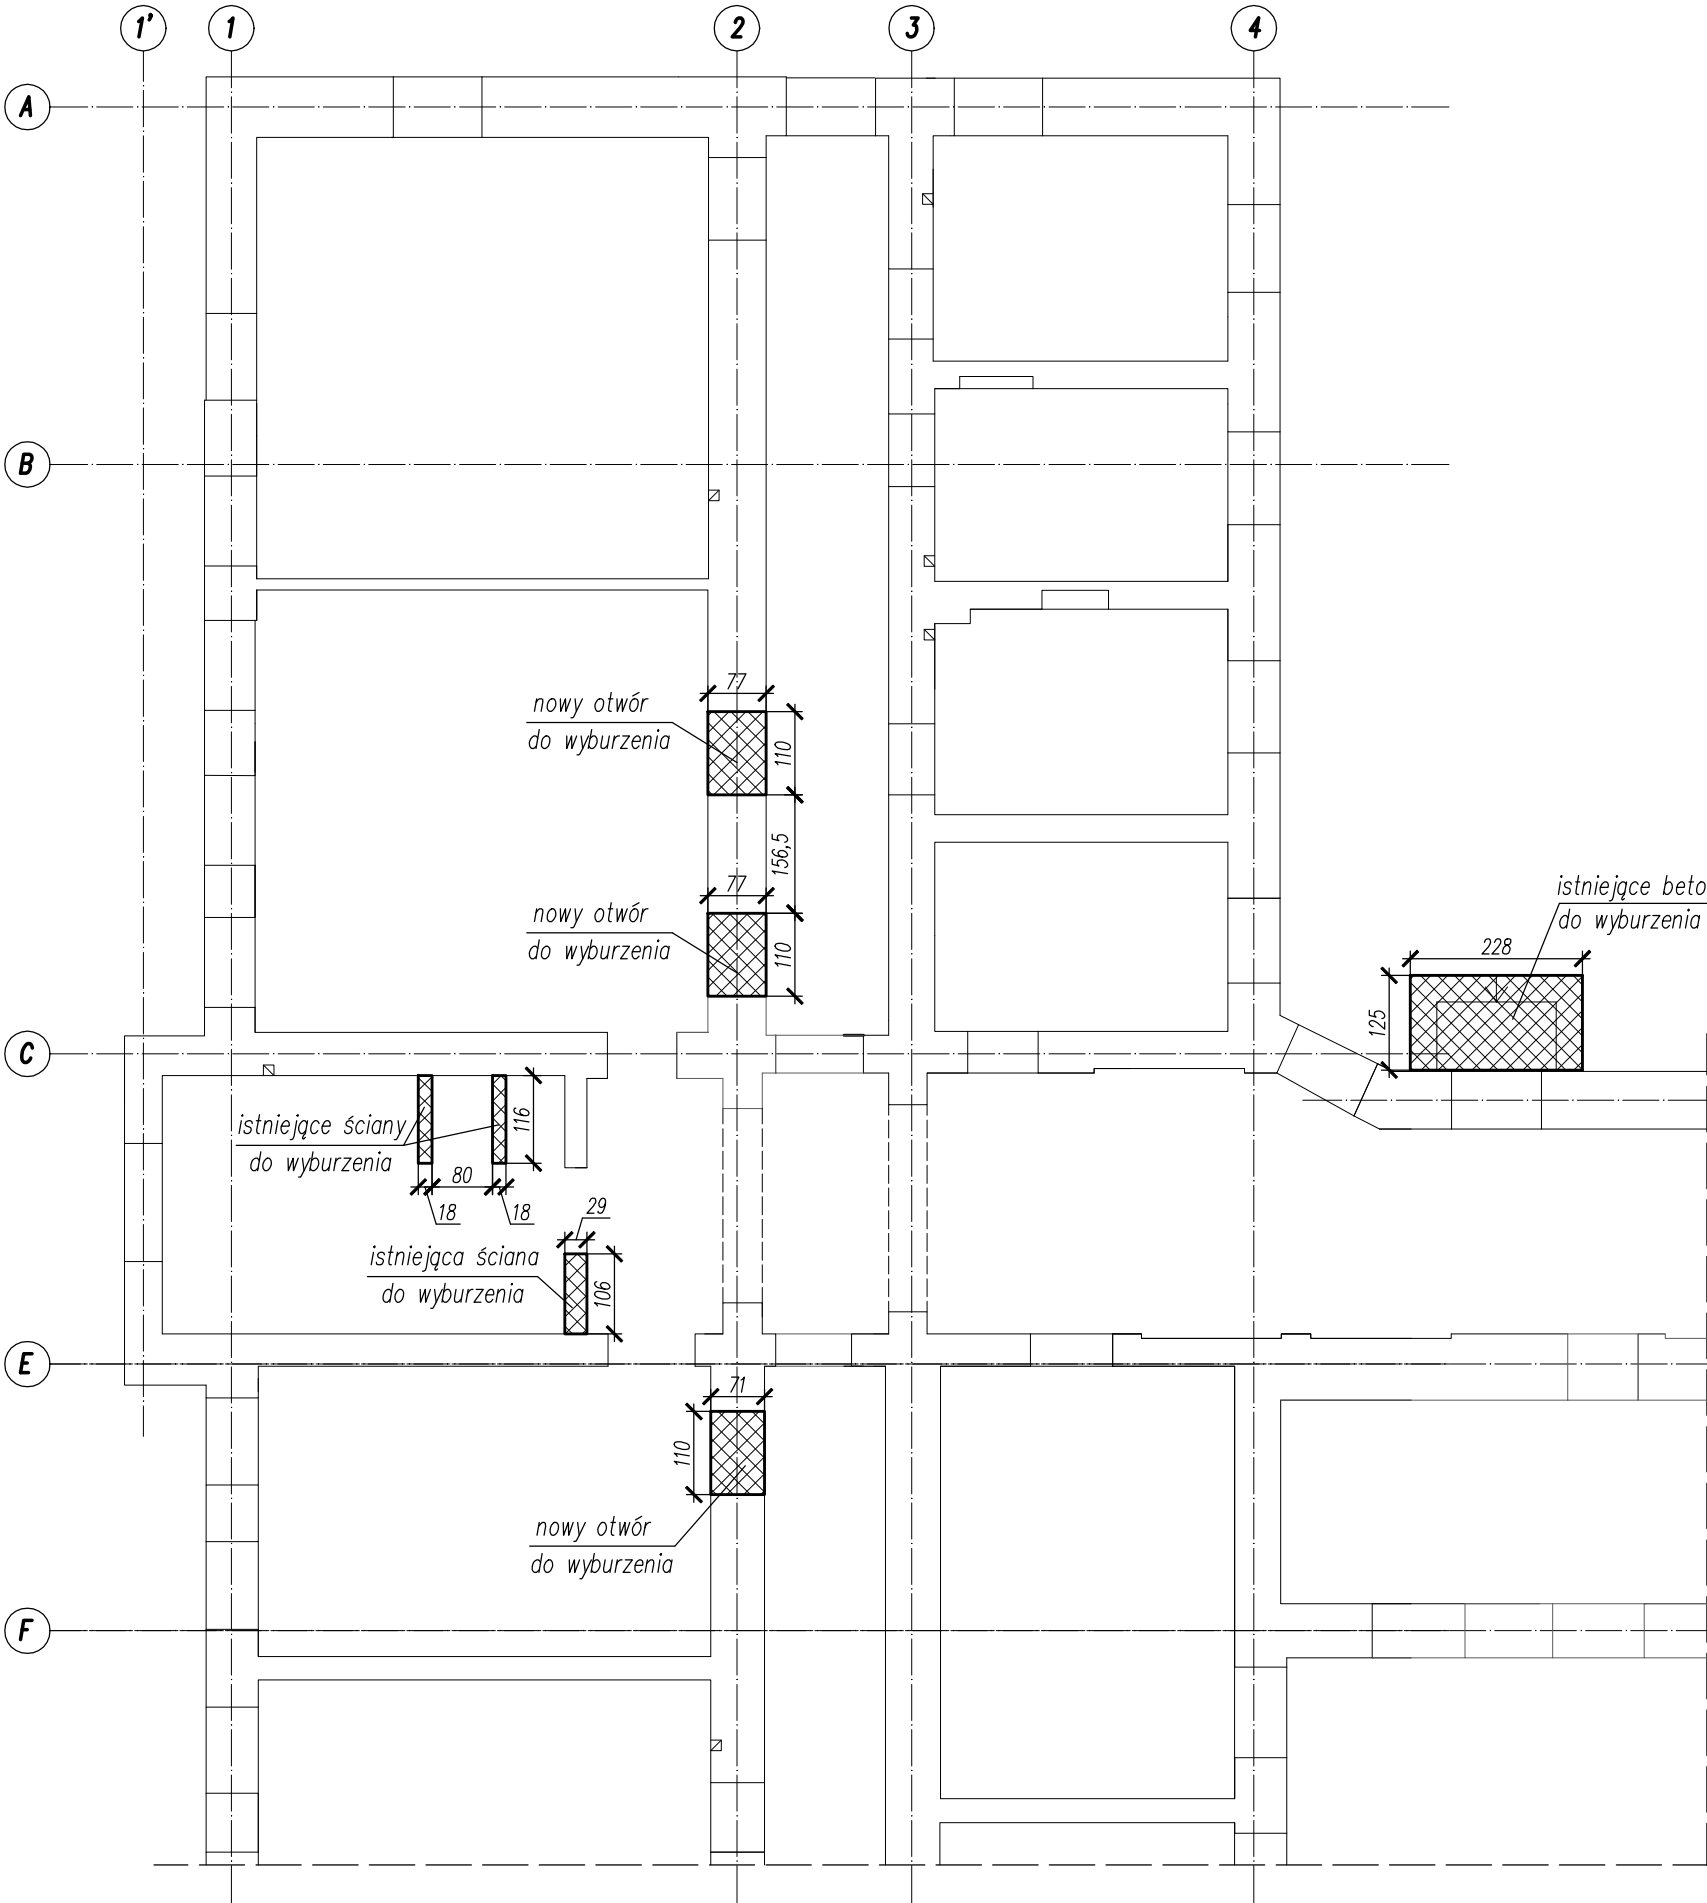 1' 1 2 3 4
A
B
77
nowy otwór
do wyburzenia
110
156,5
77
nowy otwór
do wyburzenia
110
istniejące
do wyburzenia
228
125
C
istniejące ściany
do wyburzenia
116
80
18
18
29
istniejąca ściana
do wyburzenia
106
E
71
110
nowy otwór
do wyburzenia
F